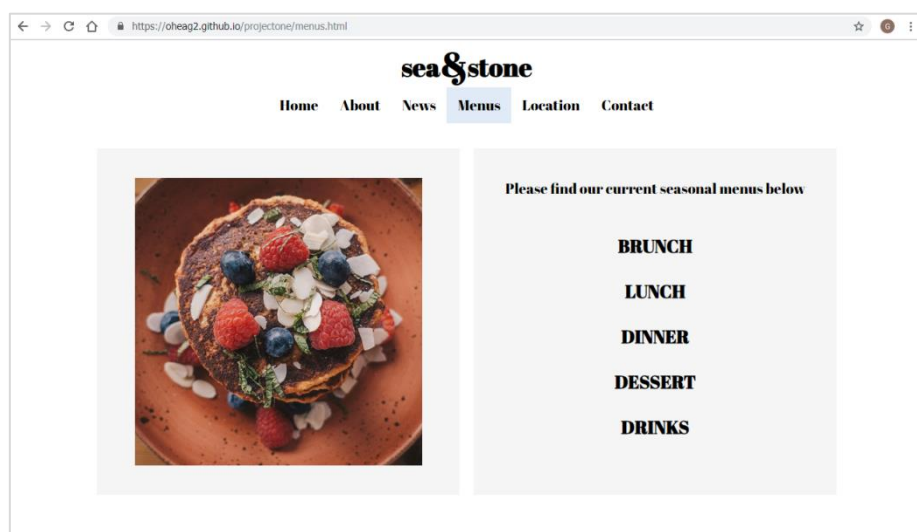 https://oheag2.github.io/projectone/menus.html
G
sea&stone
Home About News Menus Location Contact
Please find our current seasonal menus below
BRUNCH
LUNCH
DINNER
DESSERT
DRINKS